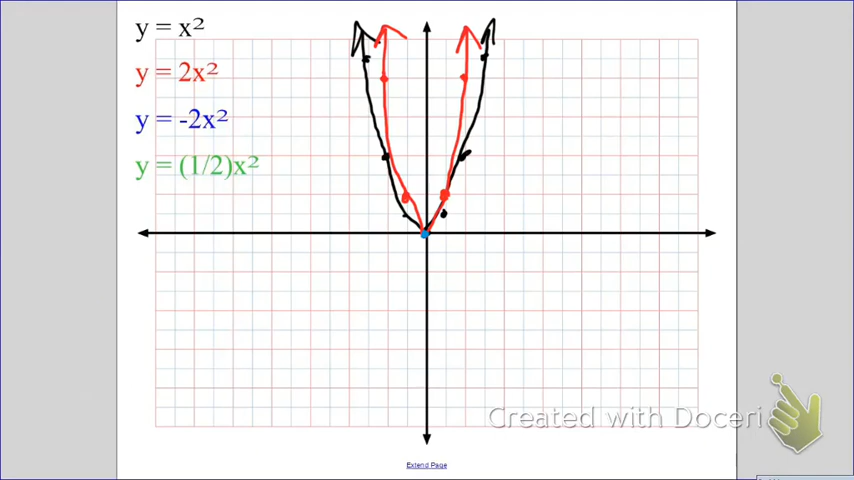 y = x²
y = 2x²
y = -2x²
y = (1/2)x²
Created with Doceri
Extend Page